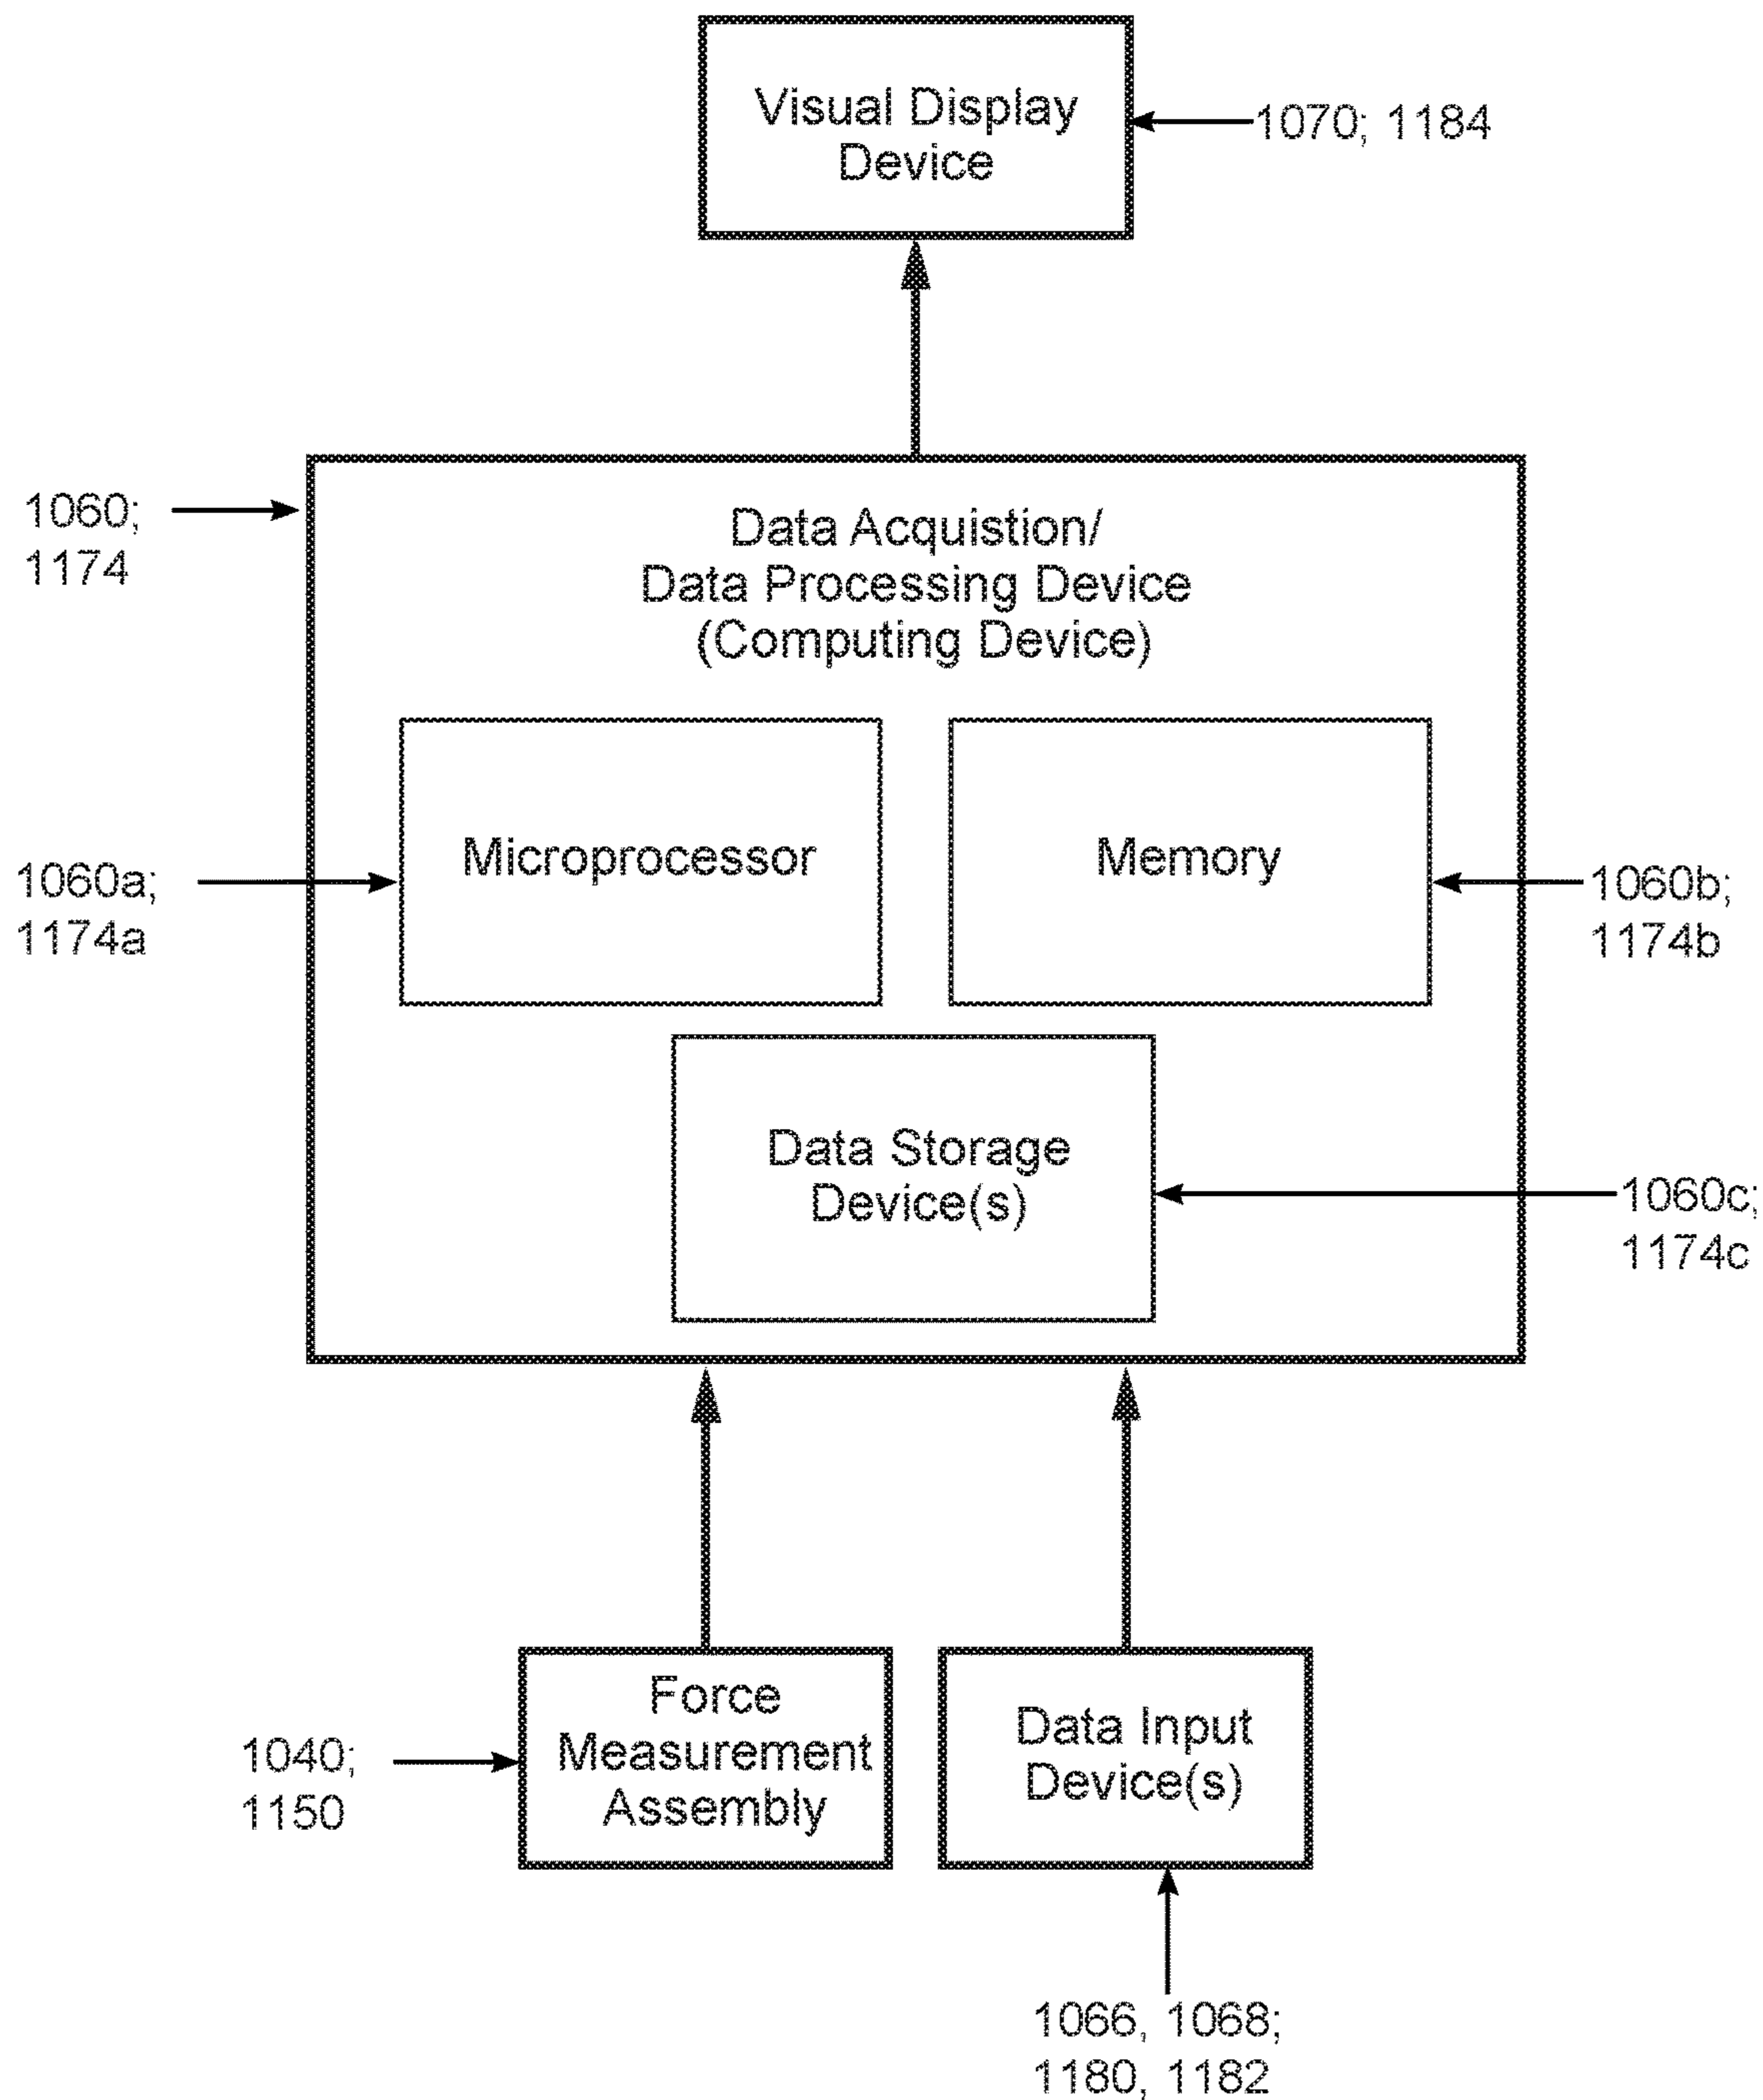 Visual Display
Device
1070; 1184
1060;
1174
Data Acquistion/
Data Processing Device
(Computing Device)
Microprocessor
Memory
1060a;
1174a
1060b;
1174b
Data Storage
Device(s)
1060c;
1174c
Force
Measurement
Assembly
Data Input
Device(s)
1040;
1150
1066, 1068;
1180, 1182